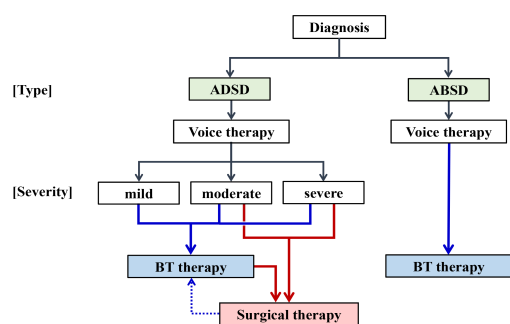 Diagnosis
[Type]
ADSD
ABSD
Voice therapy
Voice therapy
[Severity]
mild
moderate
severe
BT therapy
BT therapy
Surgical therapy